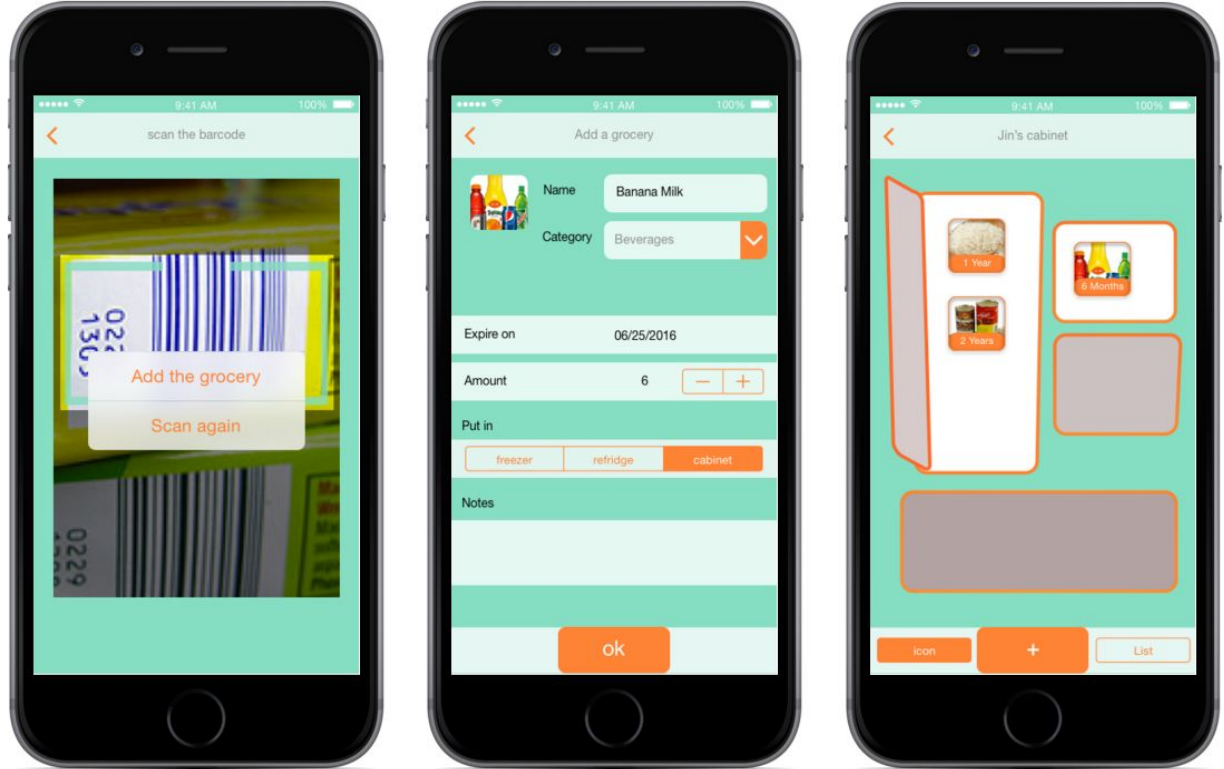 9:41 AM 100%
scan the barcode
Add the grocery
Scan again
0229
9:41 AM 100%
Add a grocery
Name Banana Milk
Category Beverages
Expire on 06/25/2016
Amount 6 − +
Put in
freezer refridge cabinet
Notes
ok
9:41 AM 100%
Jin's cabinet
1 Year
6 Months
2 Years
icon + List